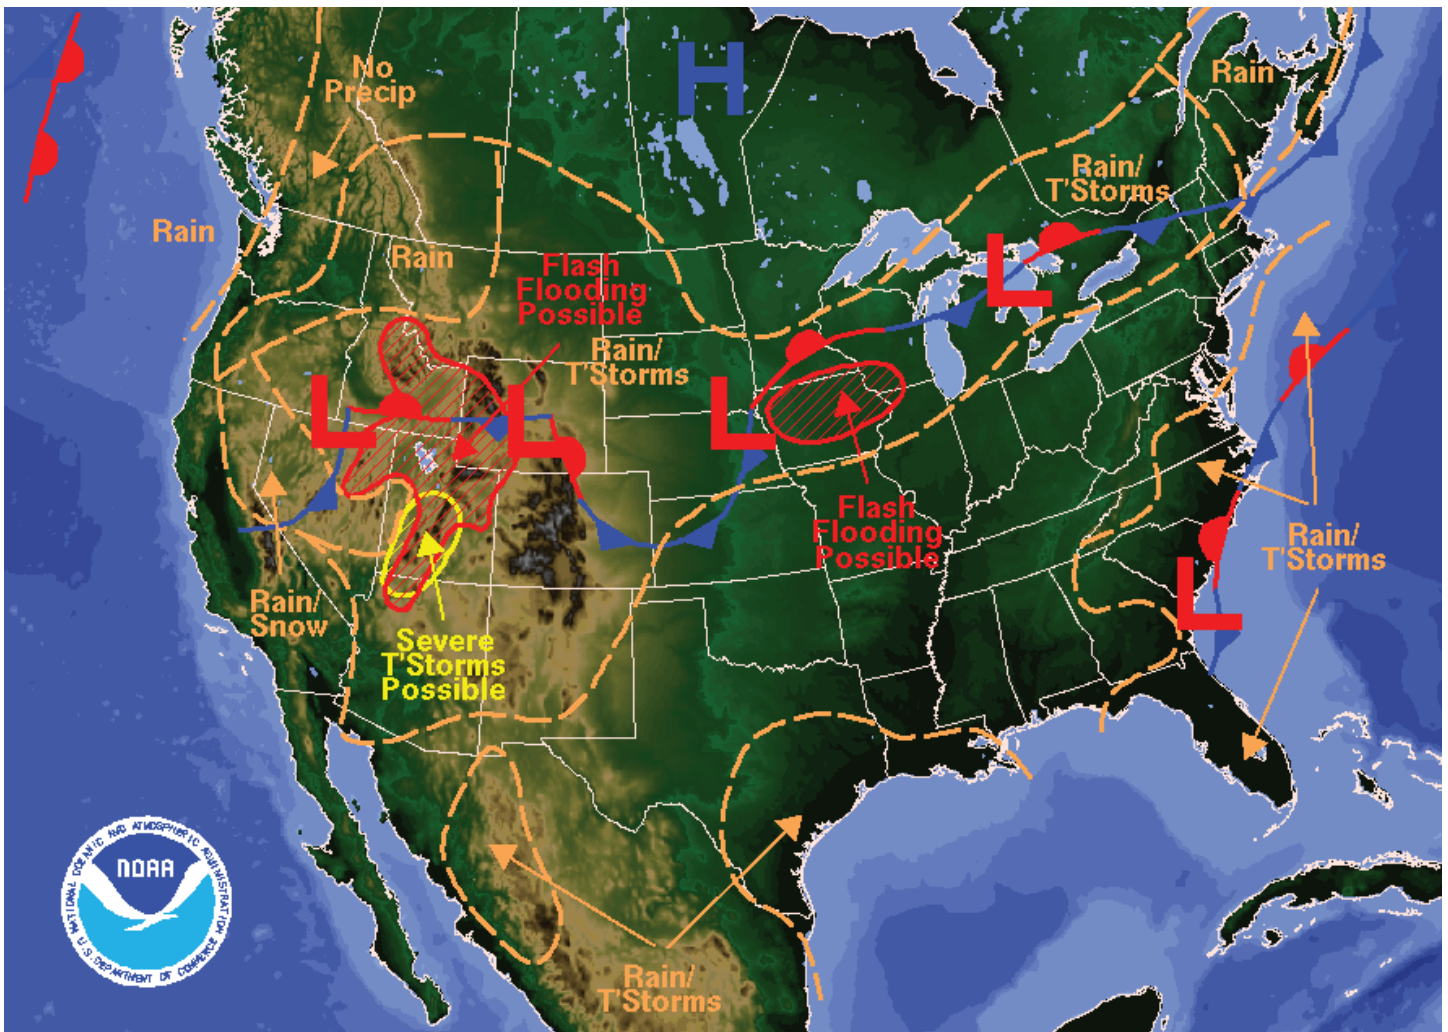 H
No
Precip
Rain
Rain/
T'Storms
Rain
Rain
Flash
Flooding
Possible
L
Rain/
T'Storms
L
L
L
Flash
Flooding
Possible
Rain/
T'Storms
L
Rain/
Snow
Severe
T'Storms
Possible
NATIONAL OCEANIC AND ATMOSPHERIC ADMINISTRATION
NOAA
U.S. DEPARTMENT OF COMMERCE
Rain/
T'Storms